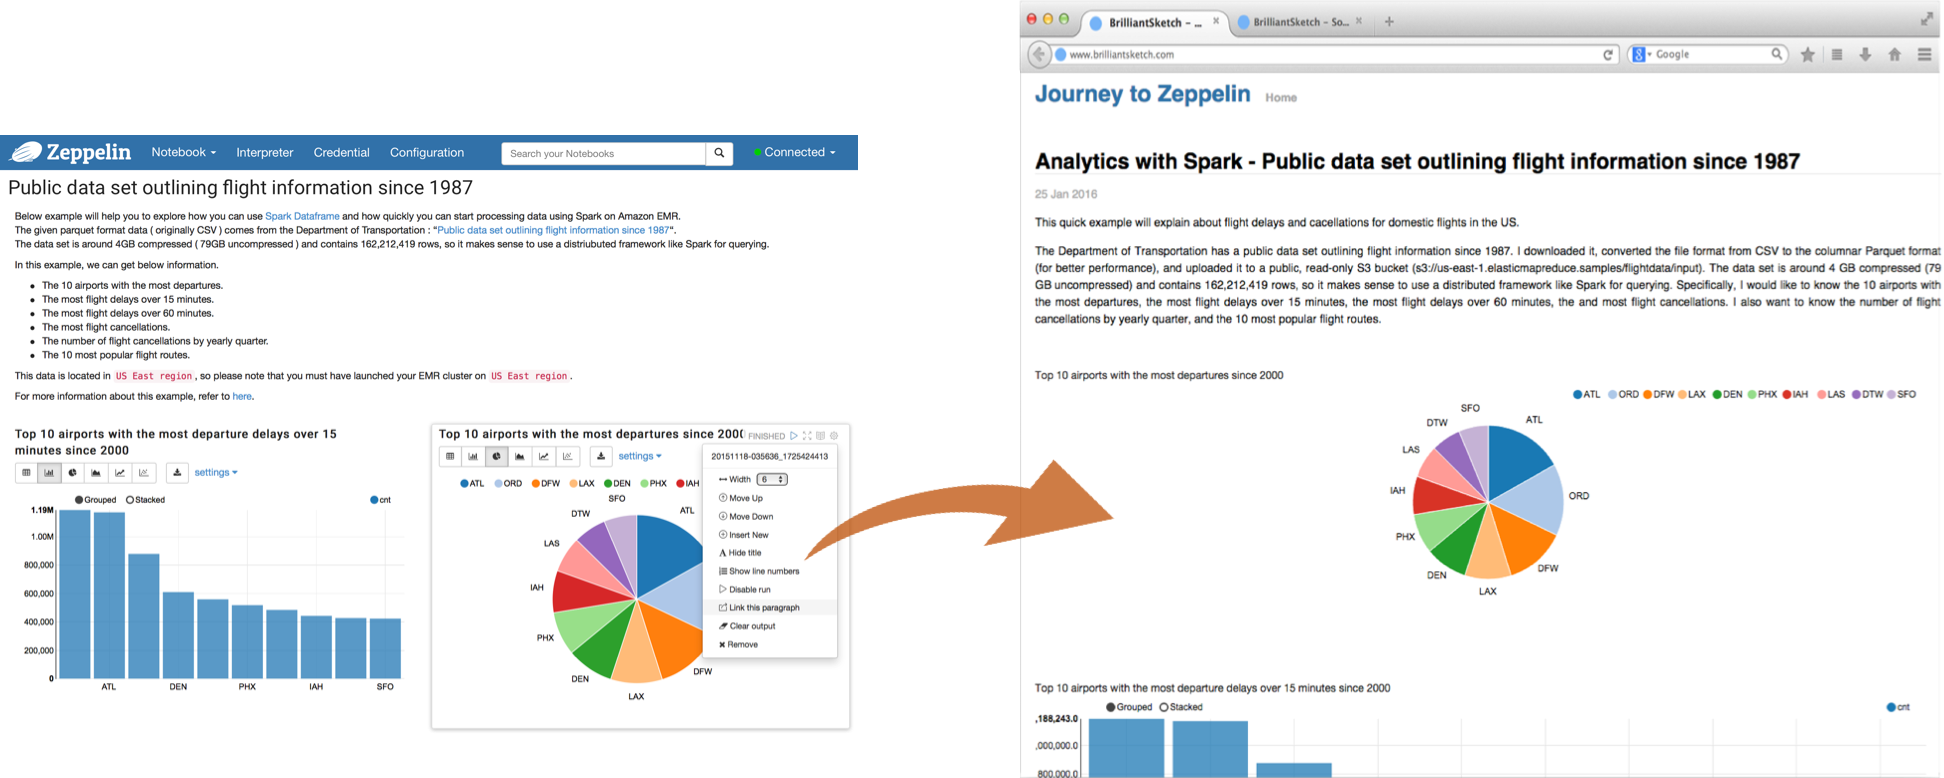 Zeppelin Notebook Interpreter Credential Configuration Search your Notebooks Connected
Public data set outlining flight information since 1987
Below example will help you to explore how you can use Spark Dataframe and how quickly you can start processing data using Spark on Amazon EMR.
The given parquet format data ( originally CSV ) comes from the Department of Transportation : "Public data set outlining flight information since 1987".
The data set is around 4GB compressed ( 79GB uncompressed ) and contains 162,212,419 rows, so it makes sense to use a distriubuted framework like Spark for querying.
In this example, we can get below information.
• The 10 airports with the most departures.
• The most flight delays over 15 minutes.
• The most flight delays over 60 minutes.
• The most flight cancellations.
• The number of flight cancellations by yearly quarter.
• The 10 most popular flight routes.
This data is located in US East region , so please note that you must have launched your EMR cluster on US East region .
For more information about this example, refer to here.
Top 10 airports with the most departure delays over 15
minutes since 2000
settings
Grouped Stacked cnt
1.19M
1.00M
800,000
600,000
400,000
200,000
0
ATL DEN PHX IAH SFO
Top 10 airports with the most departures since 2000 FINISHED
settings
ATL ORD DFW LAX DEN PHX IAH
SFO
ATL
DTW
LAS
IAH
PHX
DEN
LAX
DFW
20151118-035636_1725424413
Width 6
Move Up
Move Down
Insert New
Hide title
Show line numbers
Disable run
Link this paragraph
Clear output
Remove
BrilliantSketch – ... BrilliantSketch – So...
www.brilliantsketch.com Google
Journey to Zeppelin Home
Analytics with Spark - Public data set outlining flight information since 1987
25 Jan 2016
This quick example will explain about flight delays and cacellations for domestic flights in the US.
The Department of Transportation has a public data set outlining flight information since 1987. I downloaded it, converted the file format from CSV to the columnar Parquet format
(for better performance), and uploaded it to a public, read-only S3 bucket (s3://us-east-1.elasticmapreduce.samples/flightdata/input). The data set is around 4 GB compressed (79
GB uncompressed) and contains 162,212,419 rows, so it makes sense to use a distributed framework like Spark for querying. Specifically, I would like to know the 10 airports with
the most departures, the most flight delays over 15 minutes, the most flight delays over 60 minutes, the and most flight cancellations. I also want to know the number of flight
cancellations by yearly quarter, and the 10 most popular flight routes.
Top 10 airports with the most departures since 2000
ATL ORD DFW LAX DEN PHX IAH LAS DTW SFO
SFO
ATL
DTW
LAS
IAH
ORD
PHX
DEN
DFW
LAX
Top 10 airports with the most departure delays over 15 minutes since 2000
Grouped Stacked cnt
,188,243.0
,000,000.0
800,000.0